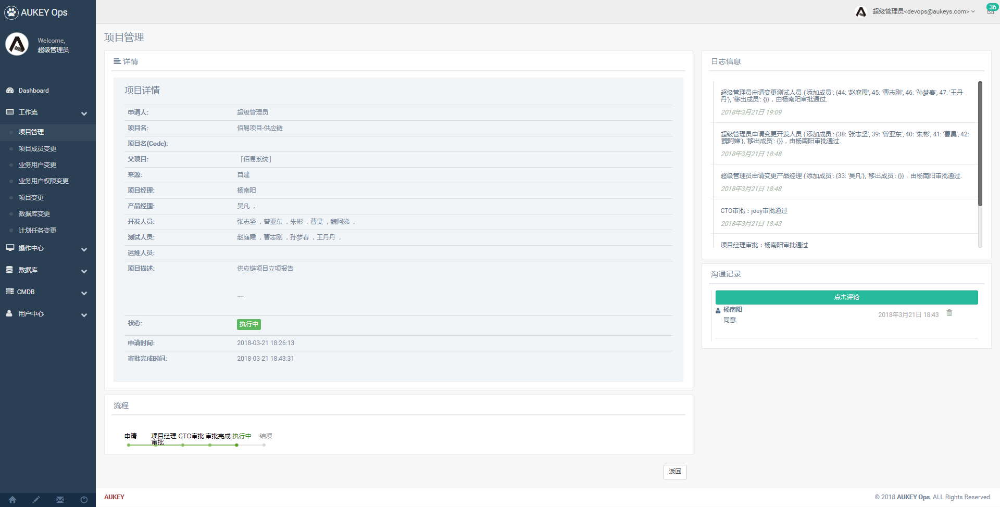 AUKEY Ops
Welcome,
超级管理员
Dashboard
工作流
项目管理
项目成员变更
业务用户变更
业务用户权限变更
项目变更
数据库变更
计划任务变更
操作中心
数据库
CMDB
用户中心
超级管理员<devops@aukeys.com>
36
项目管理
详情
项目详情
申请人: 超级管理员
项目名: 佰易项目-供应链
项目名(Code):
父项目: 「佰易系统」
来源: 自建
项目经理: 杨南阳
产品经理: 吴凡 ，
开发人员: 张志坚 ，曾亚东 ，朱彬 ，曹昊 ，魏阿娣 ，
测试人员: 赵庭霞 ，曹志刚 ，孙梦春 ，王丹丹 ，
运维人员:
项目描述: 供应链项目立项报告
....
状态: 执行中
申请时间: 2018-03-21 18:26:13
审批完成时间: 2018-03-21 18:43:31
流程
申请 项目经理审批 CTO审批 审批完成 执行中 结项
返回
日志信息
超级管理员申请变更测试人员 {'添加成员': {44: '赵庭霞', 45: '曹志刚', 46: '孙梦春', 47: '王丹
丹'}, '移出成员': {}}，由杨南阳审批通过.
2018年3月21日 19:09
超级管理员申请变更开发人员 {'添加成员': {38: '张志坚', 39: '曾亚东', 40: '朱彬', 41: '曹昊', 42:
'魏阿娣'}, '移出成员': {}}，由杨南阳审批通过.
2018年3月21日 18:48
超级管理员申请变更产品经理 {'添加成员': {33: '吴凡'}, '移出成员': {}}，由杨南阳审批通过.
2018年3月21日 18:48
CTO审批：joey审批通过
2018年3月21日 18:43
项目经理审批：杨南阳审批通过
沟通记录
点击评论
杨南阳
2018年3月21日 18:43
同意
AUKEY
© 2018 AUKEY Ops. ALL Rights Reserved.